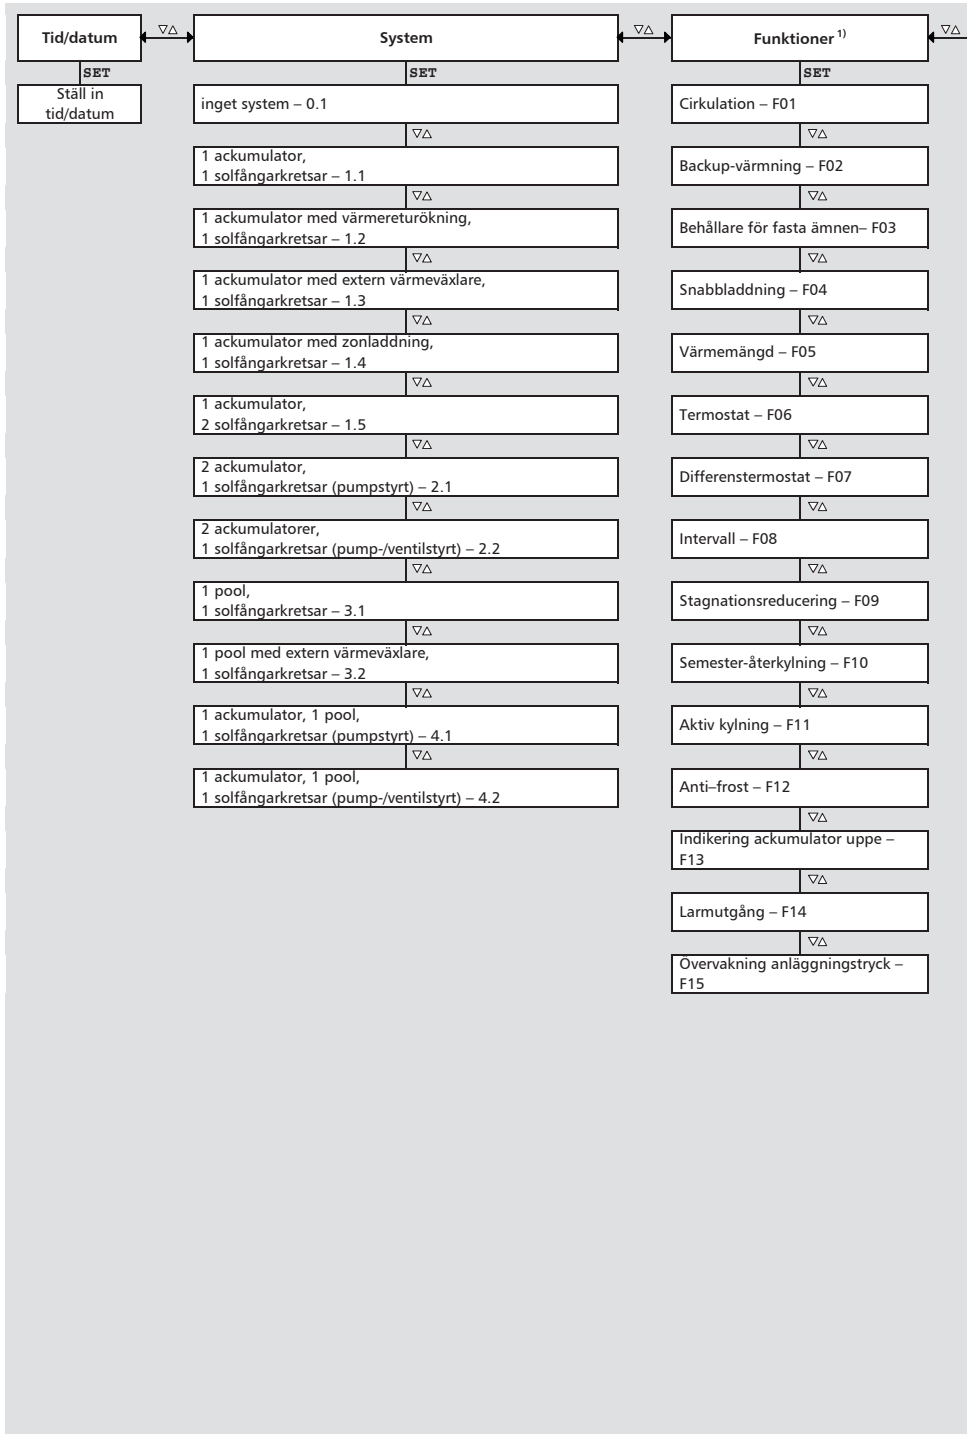 Tid/datum
▽△
System
▽△
Funktioner 1)
▽△
SET
SET
SET
Ställ in
tid/datum
inget system – 0.1
▽△
1 ackumulator,
1 solfångarkretsar – 1.1
▽△
1 ackumulator med värmereturökning,
1 solfångarkretsar – 1.2
▽△
1 ackumulator med extern värmeväxlare,
1 solfångarkretsar – 1.3
▽△
1 ackumulator med zonladdning,
1 solfångarkretsar – 1.4
▽△
1 ackumulator,
2 solfångarkretsar – 1.5
▽△
2 ackumulator,
1 solfångarkretsar (pumpstyrt) – 2.1
▽△
2 ackumulatorer,
1 solfångarkretsar (pump-/ventilstyrt) – 2.2
▽△
1 pool,
1 solfångarkretsar – 3.1
▽△
1 pool med extern värmeväxlare,
1 solfångarkretsar – 3.2
▽△
1 ackumulator, 1 pool,
1 solfångarkretsar (pumpstyrt) – 4.1
▽△
1 ackumulator, 1 pool,
1 solfångarkretsar (pump-/ventilstyrt) – 4.2
Cirkulation – F01
▽△
Backup-värmning – F02
▽△
Behållare för fasta ämnen– F03
▽△
Snabbladdning – F04
▽△
Värmemängd – F05
▽△
Termostat – F06
▽△
Differenstermostat – F07
▽△
Intervall – F08
▽△
Stagnationsreducering – F09
▽△
Semester-återkylning – F10
▽△
Aktiv kylning – F11
▽△
Anti–frost – F12
▽△
Indikering ackumulator uppe –
F13
▽△
Larmutgång – F14
▽△
Övervakning anläggningstryck –
F15